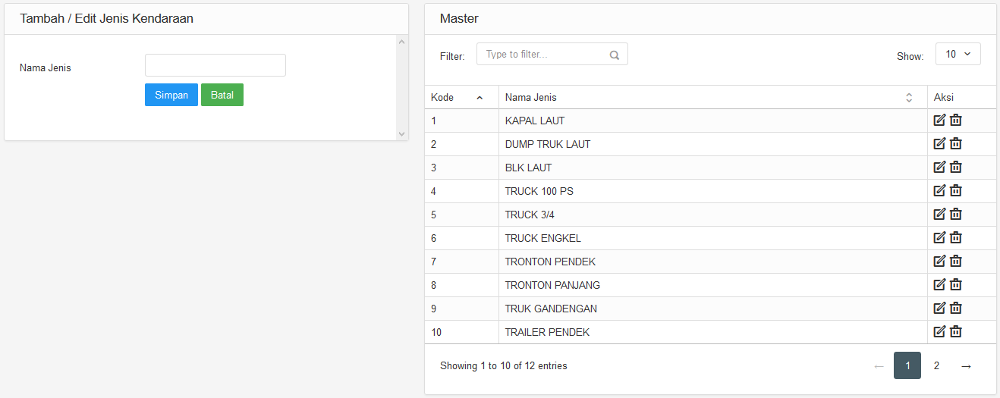 Tambah / Edit Jenis Kendaraan
Nama Jenis
Simpan Batal
Master
Filter: Type to filter... Show: 10
Kode Nama Jenis Aksi
1 KAPAL LAUT
2 DUMP TRUK LAUT
3 BLK LAUT
4 TRUCK 100 PS
5 TRUCK 3/4
6 TRUCK ENGKEL
7 TRONTON PENDEK
8 TRONTON PANJANG
9 TRUK GANDENGAN
10 TRAILER PENDEK
Showing 1 to 10 of 12 entries ← 1 2 →